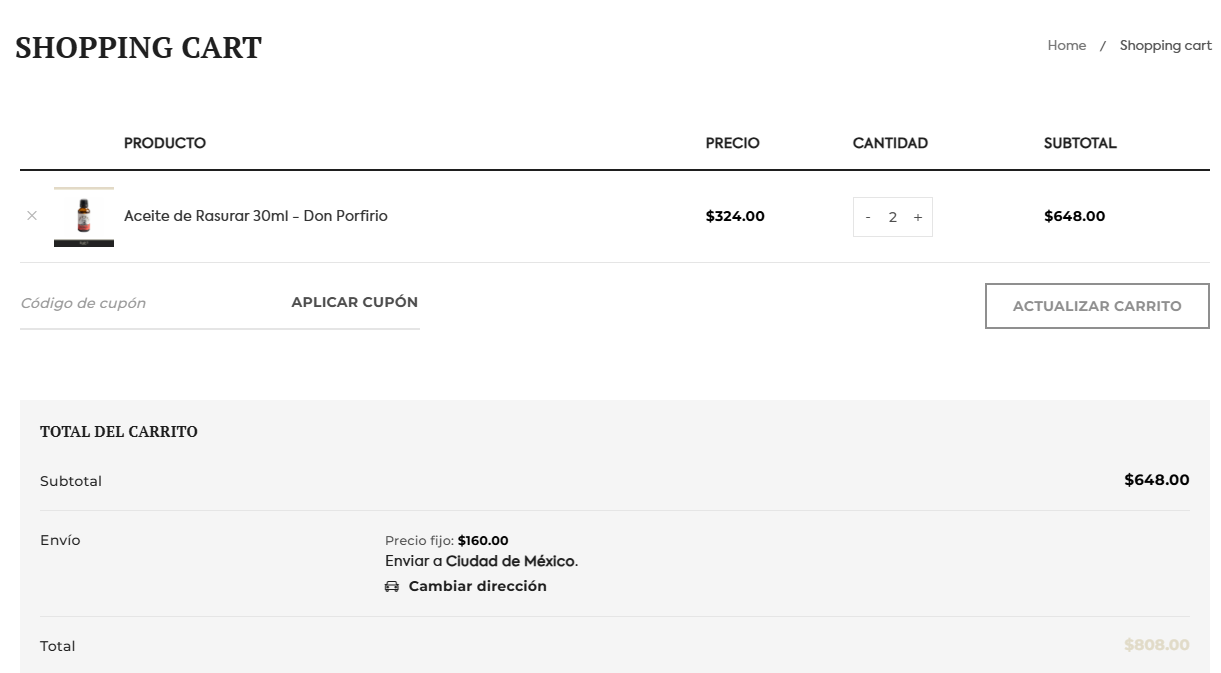 SHOPPING CART
Home / Shopping cart
PRODUCTO PRECIO CANTIDAD SUBTOTAL
× Aceite de Rasurar 30ml – Don Porfirio $324.00 - 2 + $648.00
Código de cupón APLICAR CUPÓN ACTUALIZAR CARRITO
TOTAL DEL CARRITO
Subtotal $648.00
Envío Precio fijo: $160.00
Enviar a Ciudad de México.
Cambiar dirección
Total $808.00